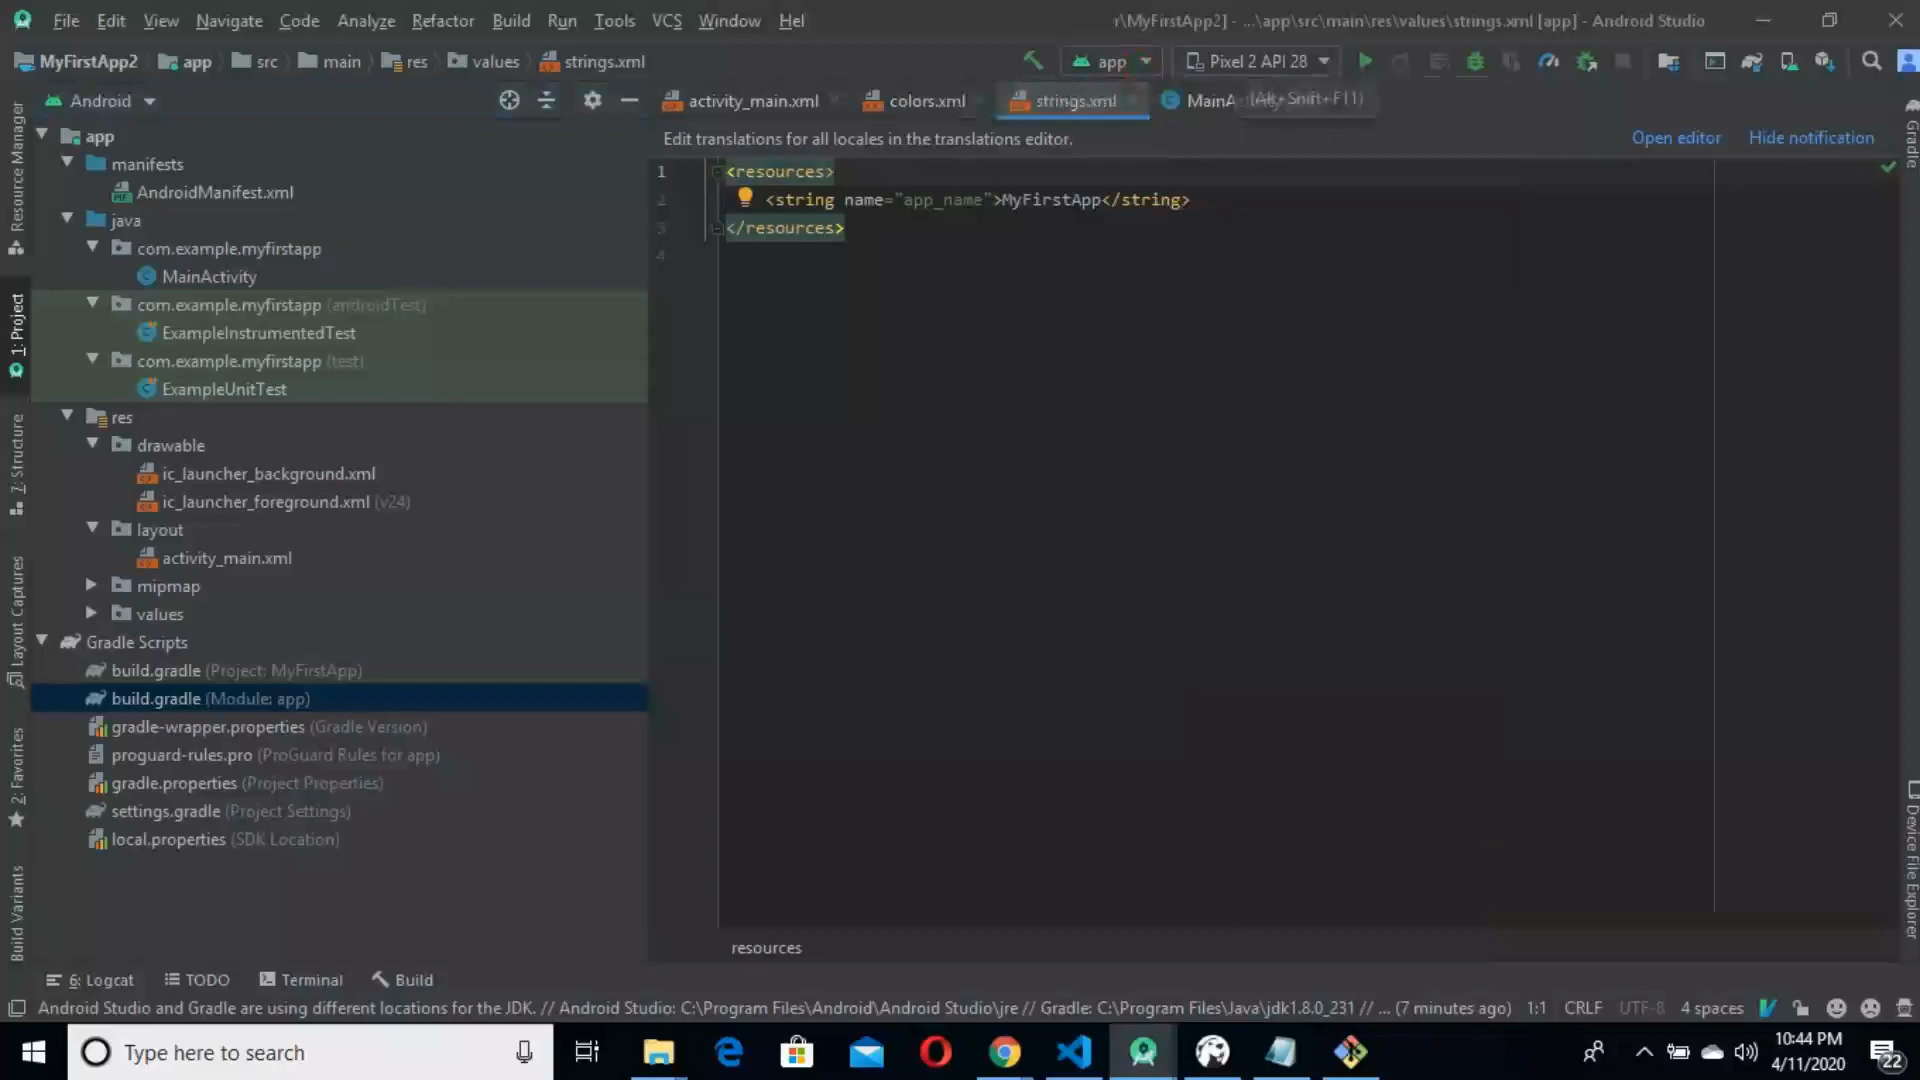 File Edit View Navigate Code Analyze Refactor Build Run Tools VCS Window Hel
r\MyFirstApp2] - ...\app\src\main\res\values\strings.xml [app] - Android Studio
MyFirstApp2 app src main res values strings.xml
app Pixel 2 API 28
Android
activity_main.xml colors.xml strings.xml MainA (Alt+Shift+F11)
Edit translations for all locales in the translations editor. Open editor Hide notification
app
manifests
AndroidManifest.xml
java
com.example.myfirstapp
MainActivity
com.example.myfirstapp (androidTest)
ExampleInstrumentedTest
com.example.myfirstapp (test)
ExampleUnitTest
res
drawable
ic_launcher_background.xml
ic_launcher_foreground.xml (v24)
layout
activity_main.xml
mipmap
values
Gradle Scripts
build.gradle (Project: MyFirstApp)
build.gradle (Module: app)
gradle-wrapper.properties (Gradle Version)
proguard-rules.pro (ProGuard Rules for app)
gradle.properties (Project Properties)
settings.gradle (Project Settings)
local.properties (SDK Location)
1 <resources>
2 <string name="app_name">MyFirstApp</string>
3 </resources>
4
resources
Resource Manager
1: Project
7: Structure
Layout Captures
2: Favorites
Build Variants
Gradle
Device File Explorer
6: Logcat TODO Terminal Build
Android Studio and Gradle are using different locations for the JDK. // Android Studio: C:\Program Files\Android\Android Studio\jre // Gradle: C:\Program Files\Java\jdk1.8.0_231 // ... (7 minutes ago) 1:1 CRLF UTF-8 4 spaces
Type here to search
10:44 PM
4/11/2020
22